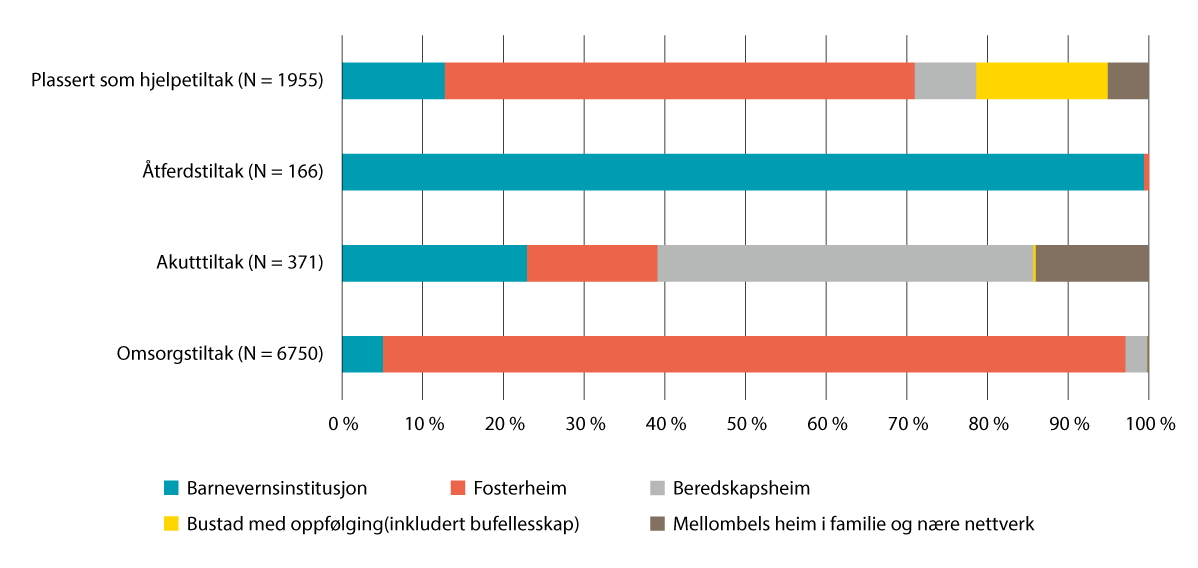 Plassert som hjelpetiltak (N = 1955)
Åtferdstiltak (N = 166)
Akutttiltak (N = 371)
Omsorgstiltak (N = 6750)
0 % 10 % 20 % 30 % 40 % 50 % 60 % 70 % 80 % 90 % 100 %
Barnevernsinstitusjon Fosterheim Beredskapsheim
Bustad med oppfølging(inkludert bufellesskap) Mellombels heim i familie og nære nettverk